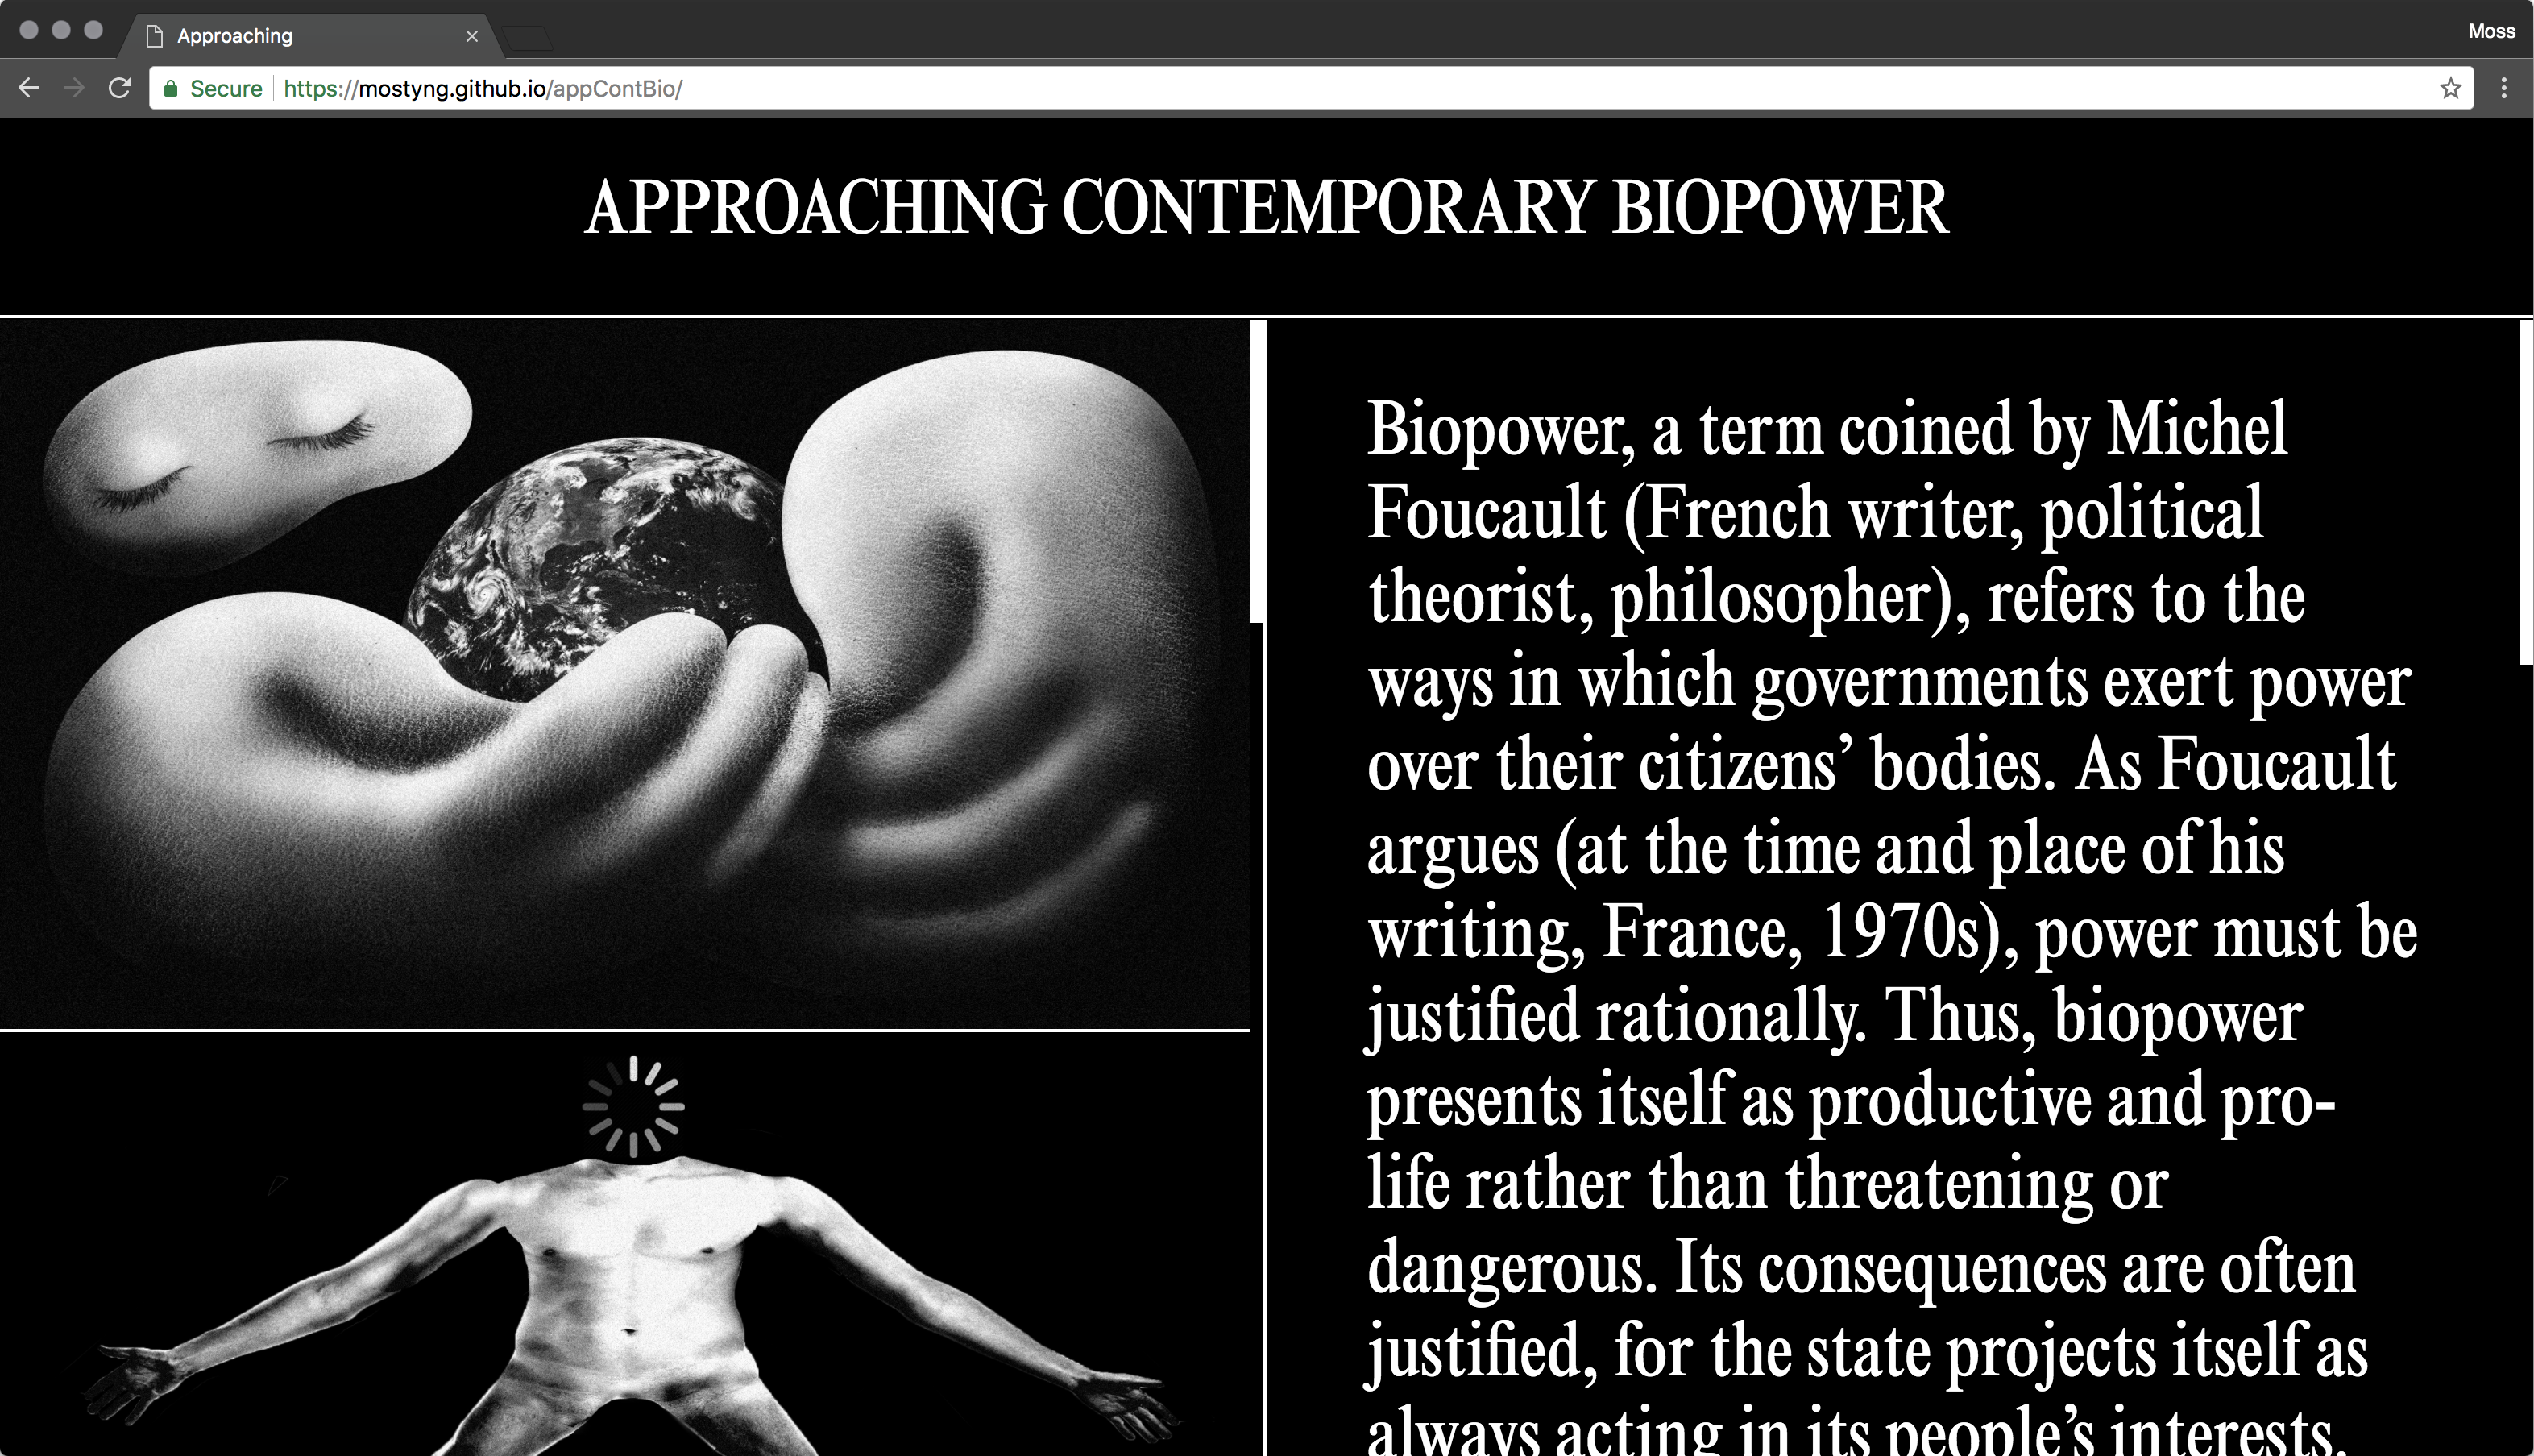 Approaching
Moss
Secure https://mostyng.github.io/appContBio/
APPROACHING CONTEMPORARY BIOPOWER
Biopower, a term coined by Michel
Foucault (French writer, political
theorist, philosopher), refers to the
ways in which governments exert power
over their citizens’ bodies. As Foucault
argues (at the time and place of his
writing, France, 1970s), power must be
justified rationally. Thus, biopower
presents itself as productive and pro-
life rather than threatening or
dangerous. Its consequences are often
justified, for the state projects itself as
always acting in its people’s interests.